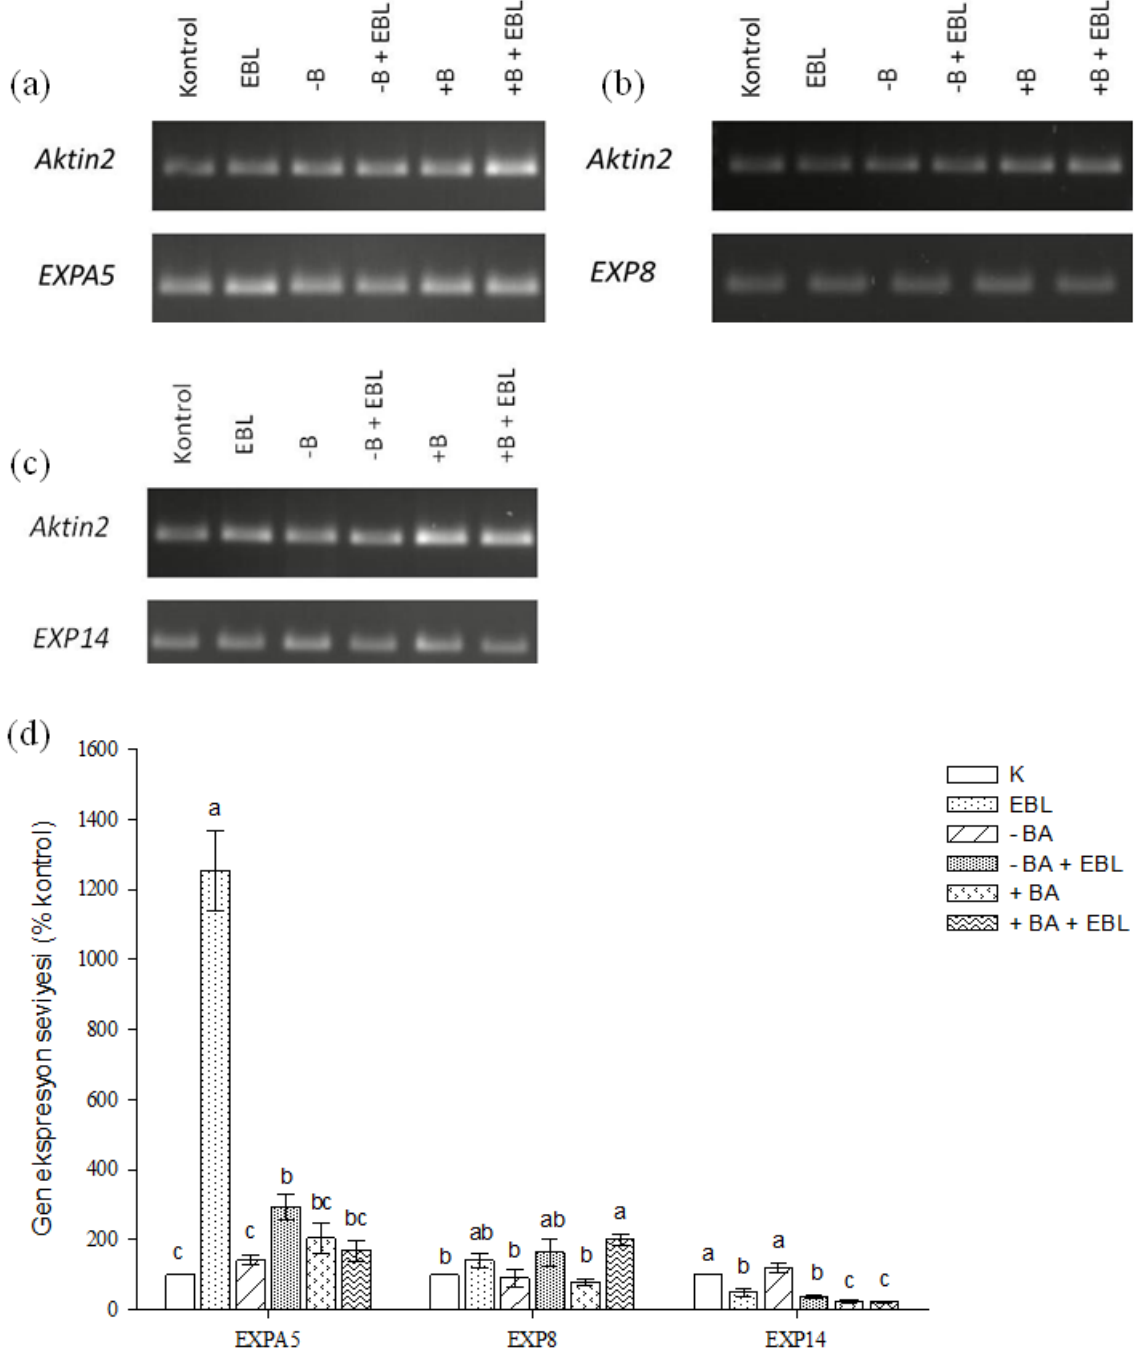 (a)
Kontrol
EBL
-B
-B + EBL
+B
+B + EBL
Aktin2
EXPA5
(b)
Kontrol
EBL
-B
-B + EBL
+B
+B + EBL
Aktin2
EXP8
(c)
Kontrol
EBL
-B
-B + EBL
+B
+B + EBL
Aktin2
EXP14
(d)
Gen ekspresyon seviyesi (% kontrol)
1600
1400
1200
1000
800
600
400
200
0
c
a
c
b
bc
bc
b
ab
b
ab
b
a
a
b
a
b
c
c
EXPA5
EXP8
EXP14
K
EBL
- BA
- BA + EBL
+ BA
+ BA + EBL